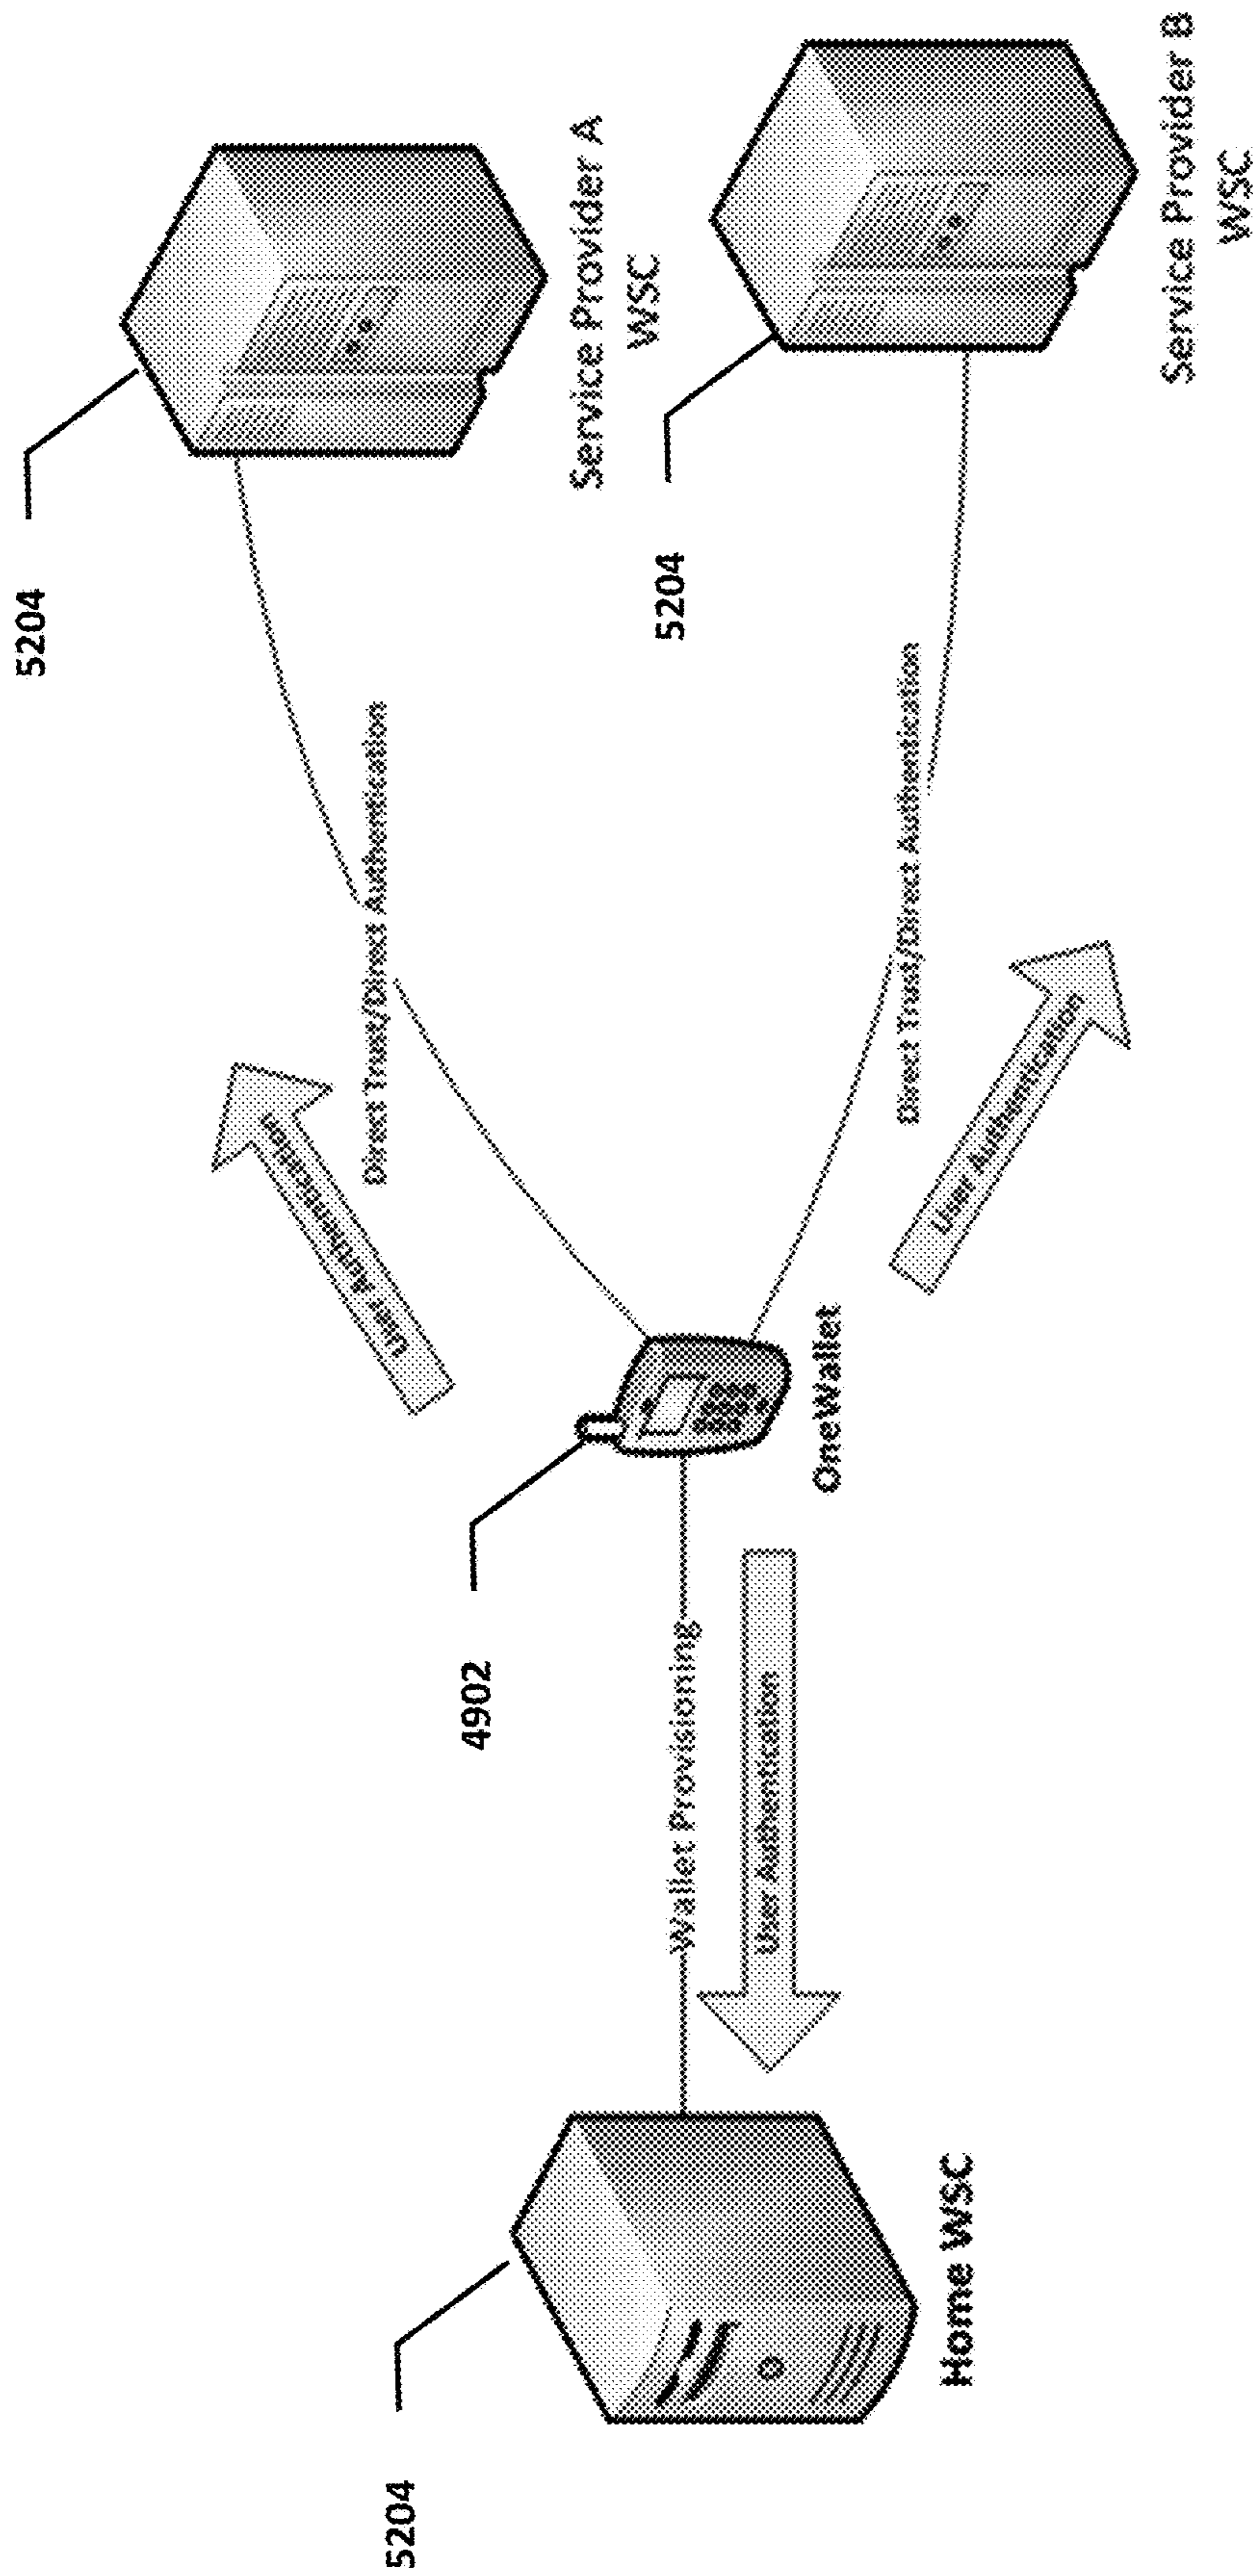 5204
Service Provider A
WSC
5204
Service Provider B
WSC
Direct Trust/Direct Authentication
User Authentication
Direct Trust/Direct Authentication
User Authentication
4902
OneWallet
Wallet Provisioning
User Authentication
5204
Home WSC